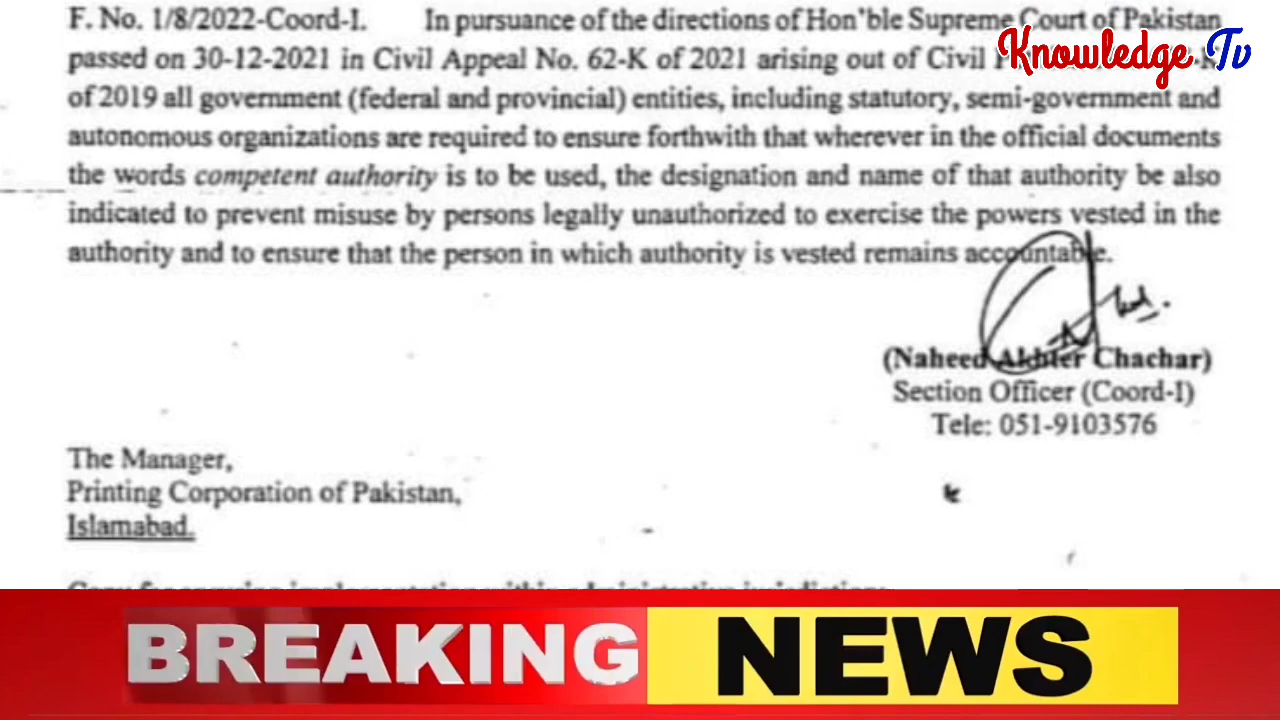 F. No. 1/8/2022-Coord-I. In pursuance of the directions of Hon'ble Supreme Court of Pakistan
Knowledge Tv
passed on 30-12-2021 in Civil Appeal No. 62-K of 2021 arising out of Civil
of 2019 all government (federal and provincial) entities, including statutory, semi-government and
autonomous organizations are required to ensure forthwith that wherever in the official documents
the words competent authority is to be used, the designation and name of that authority be also
indicated to prevent misuse by persons legally unauthorized to exercise the powers vested in the
authority and to ensure that the person in which authority is vested remains accountable.
(Naheed Akhter Chachar)
Section Officer (Coord-I)
Tele: 051-9103576
The Manager,
Printing Corporation of Pakistan,
Islamabad.
BREAKING NEWS